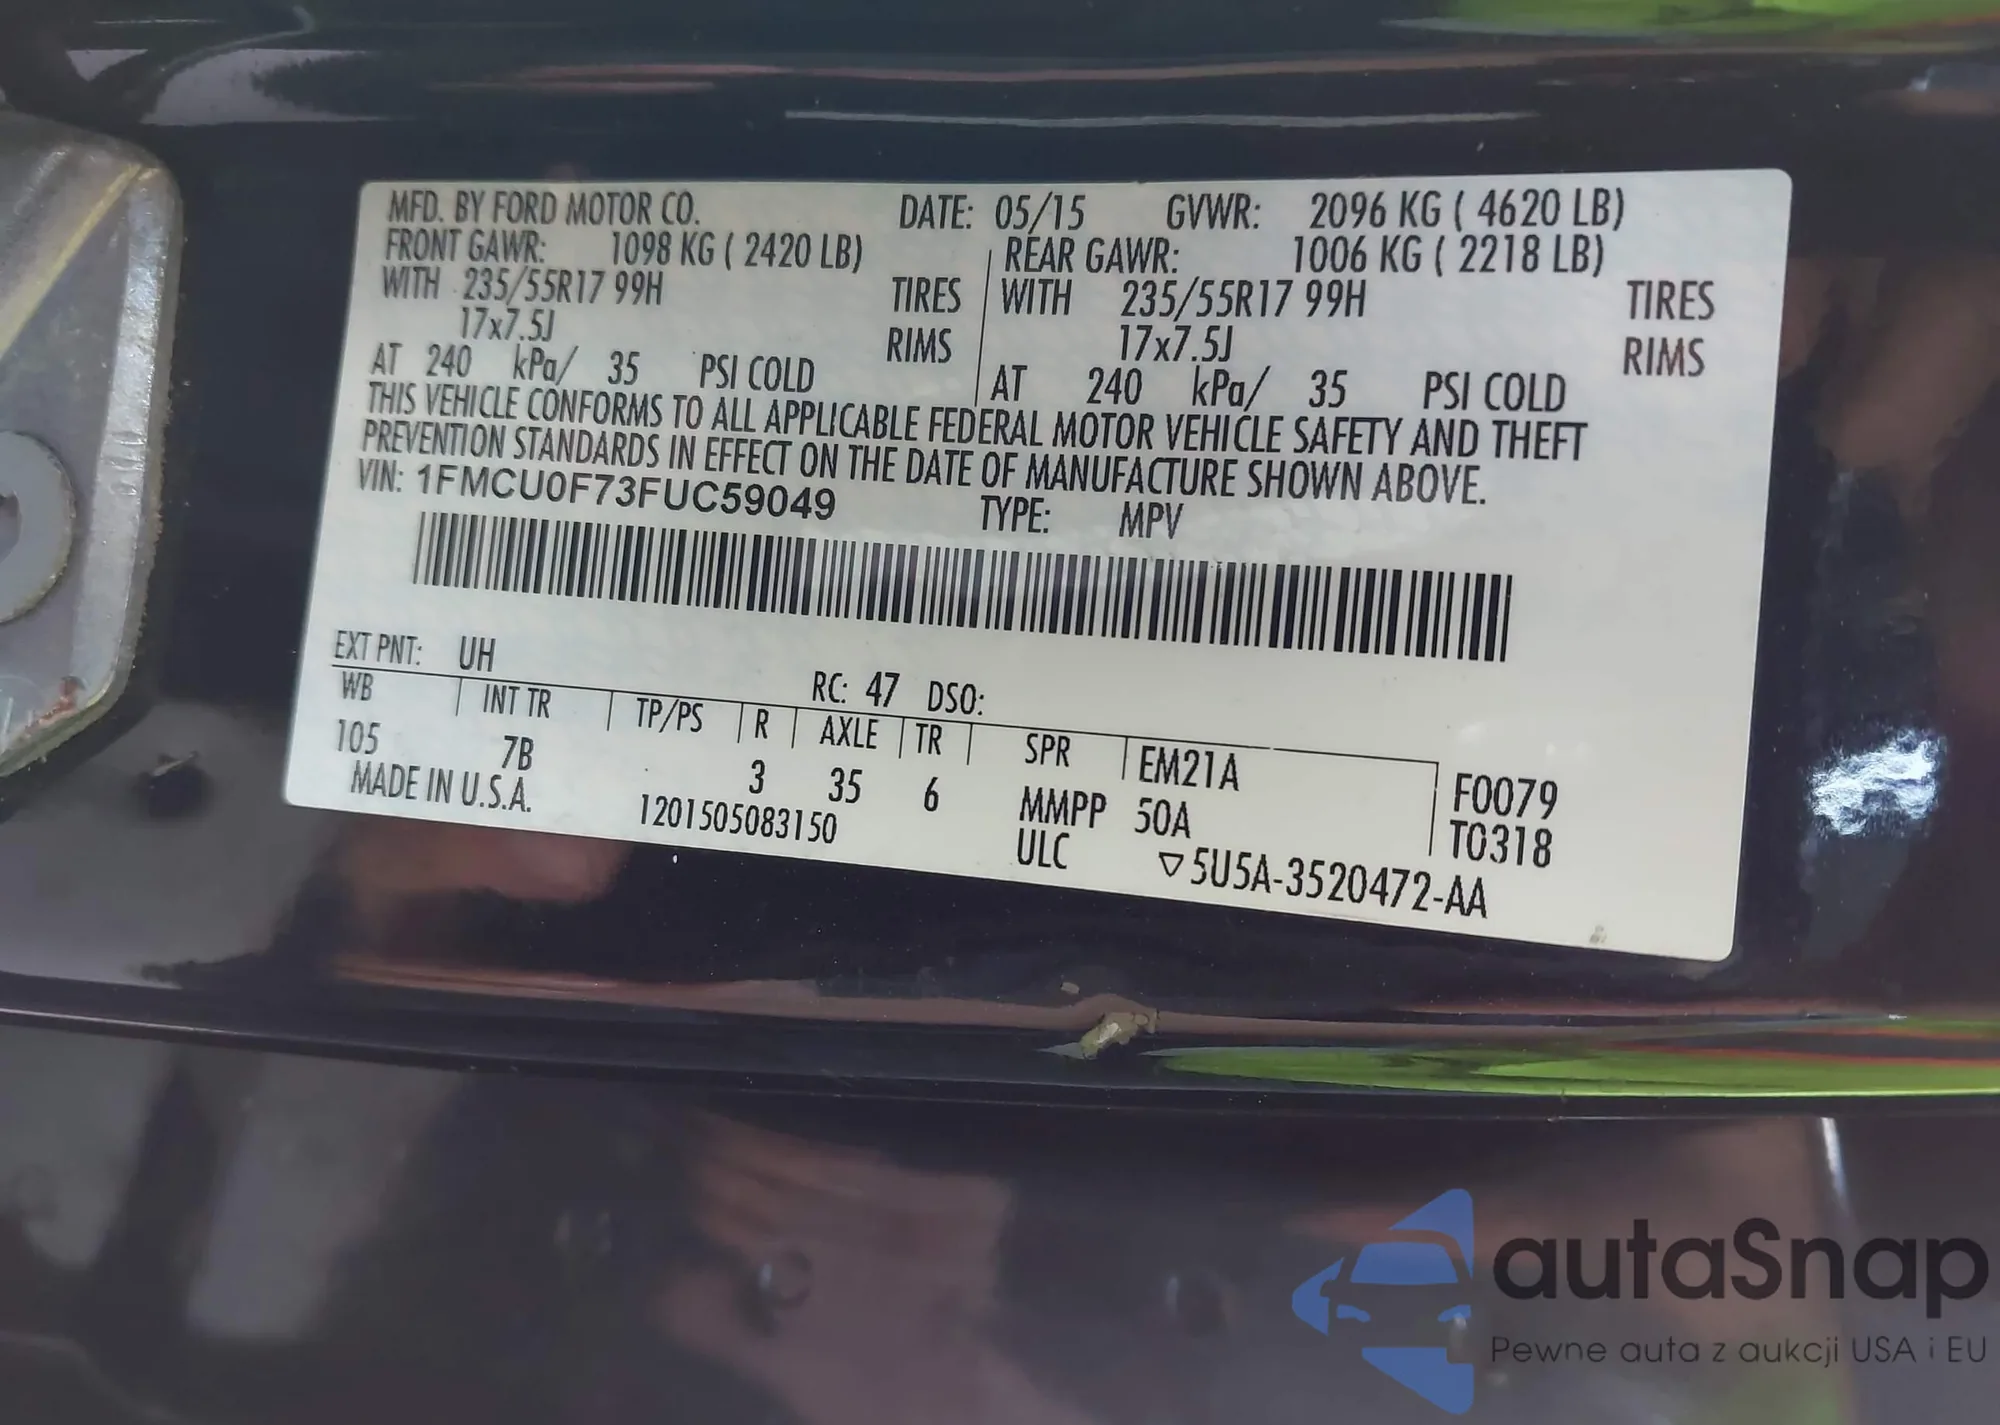 MFD. BY FORD MOTOR CO. DATE: 05/15 GVWR: 2096 KG ( 4620 LB)
FRONT GAWR: 1098 KG ( 2420 LB) REAR GAWR: 1006 KG ( 2218 LB)
WITH 235/55R17 99H TIRES WITH 235/55R17 99H TIRES
17x7.5J RIMS 17x7.5J RIMS
AT 240 kPa/ 35 PSI COLD AT 240 kPa/ 35 PSI COLD
THIS VEHICLE CONFORMS TO ALL APPLICABLE FEDERAL MOTOR VEHICLE SAFETY AND THEFT
PREVENTION STANDARDS IN EFFECT ON THE DATE OF MANUFACTURE SHOWN ABOVE.
VIN: 1FMCU0F73FUC59049 TYPE: MPV
EXT PNT: UH RC: 47 DSO:
WB INT TR TP/PS R AXLE TR SPR EM21A F0079
105 7B 3 35 6 MMPP 50A T0318
MADE IN U.S.A. 1201505083150 ULC ▽5U5A-3520472-AA
autaSnap
Pewne auta z aukcji USA i EU